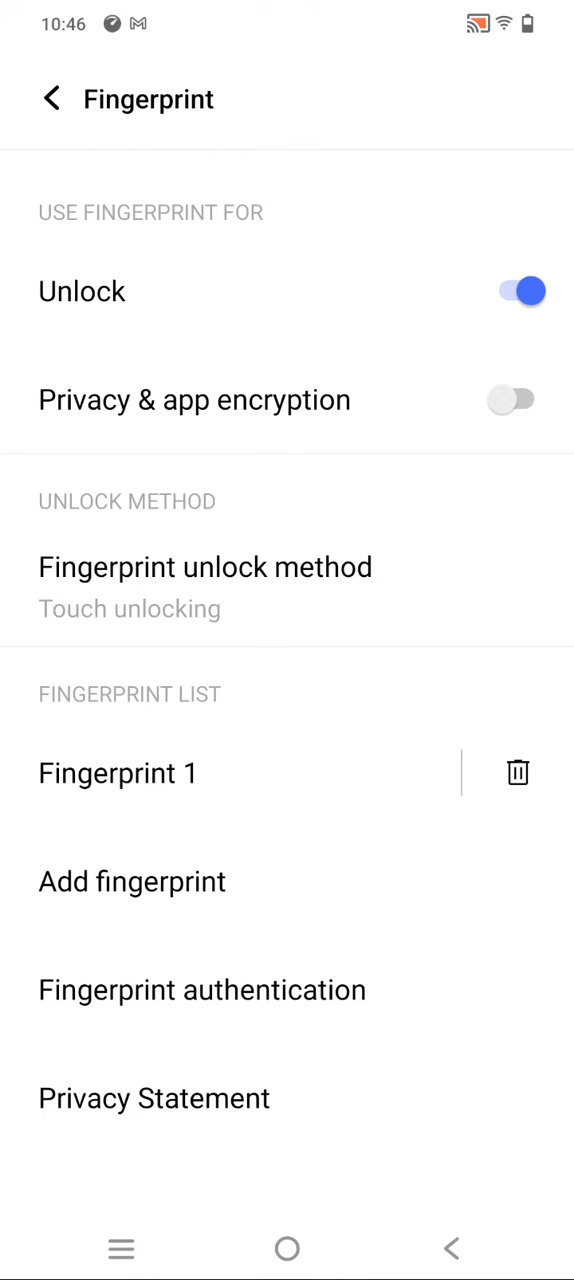 10:46
Fingerprint
USE FINGERPRINT FOR
Unlock
Privacy & app encryption
UNLOCK METHOD
Fingerprint unlock method
Touch unlocking
FINGERPRINT LIST
Fingerprint 1
Add fingerprint
Fingerprint authentication
Privacy Statement